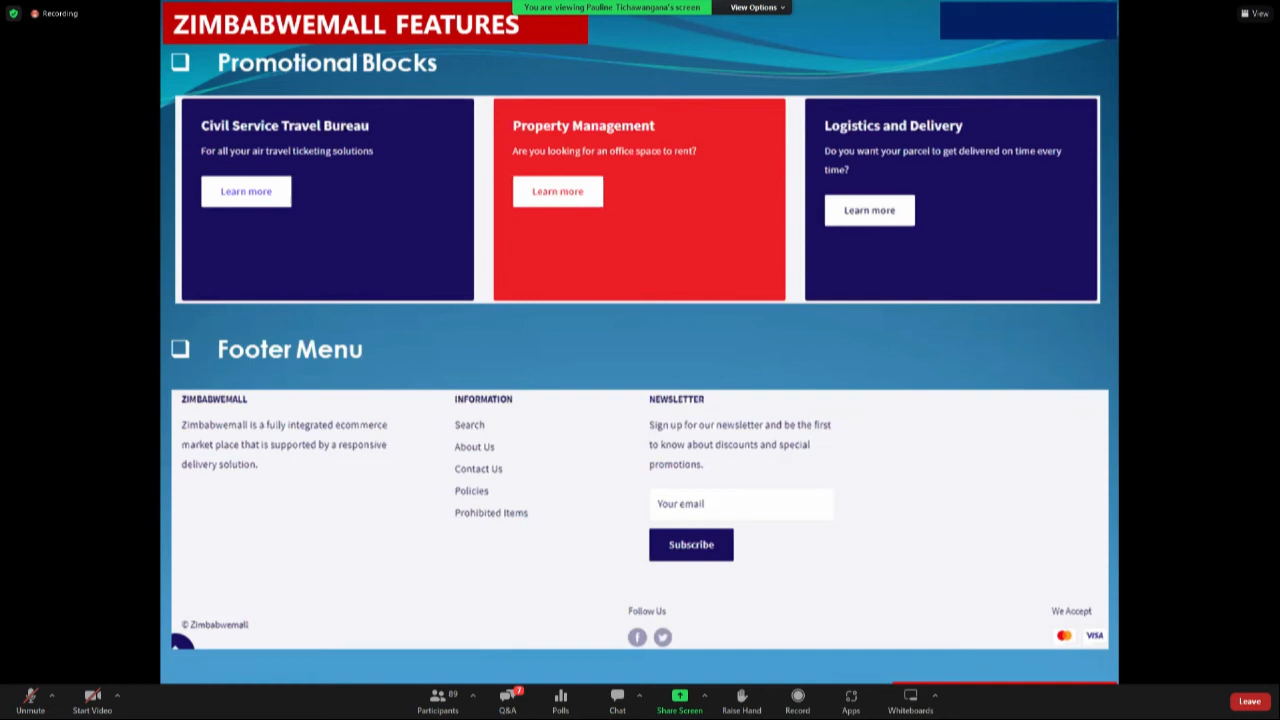 Recording
You are viewing Pauline Tichawangana's screen
View Options
View
ZIMBABWEMALL FEATURES
Promotional Blocks
Civil Service Travel Bureau
For all your air travel ticketing solutions
Learn more
Property Management
Are you looking for an office space to rent?
Learn more
Logistics and Delivery
Do you want your parcel to get delivered on time every
time?
Learn more
Footer Menu
ZIMBABWEMALL
Zimbabwemall is a fully integrated ecommerce
market place that is supported by a responsive
delivery solution.
INFORMATION
Search
About Us
Contact Us
Policies
Prohibited Items
NEWSLETTER
Sign up for our newsletter and be the first
to know about discounts and special
promotions.
Your email
Subscribe
© Zimbabwemall
Follow Us
We Accept
VISA
Unmute
Start Video
Participants
89
Q&A
7
Polls
Chat
Share Screen
Raise Hand
Record
Apps
Whiteboards
Leave